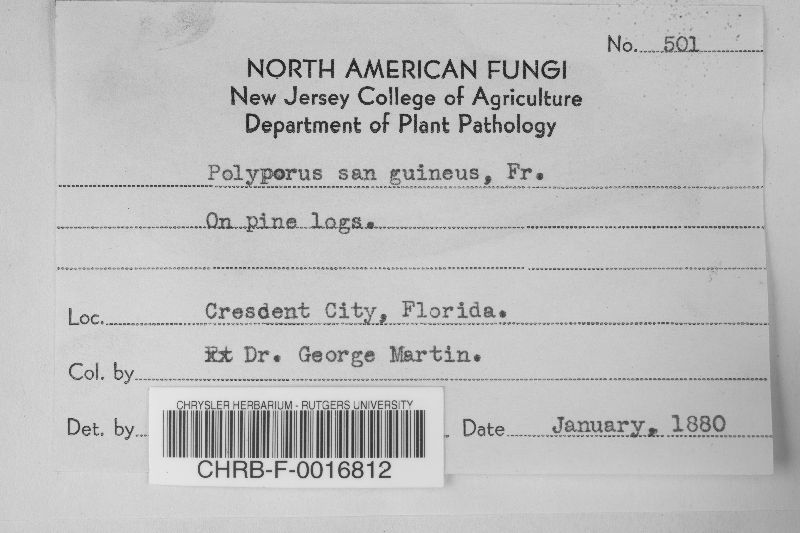 No. 501
NORTH AMERICAN FUNGI
New Jersey College of Agriculture
Department of Plant Pathology
Polyporus san guineus, Fr.
On pine logs.
Loc. Cresdent City, Florida.
Col. by Dr. George Martin.
Det. by Date January, 1880
CHRYSLER HERBARIUM - RUTGERS UNIVERSITY
CHRB-F-0016812